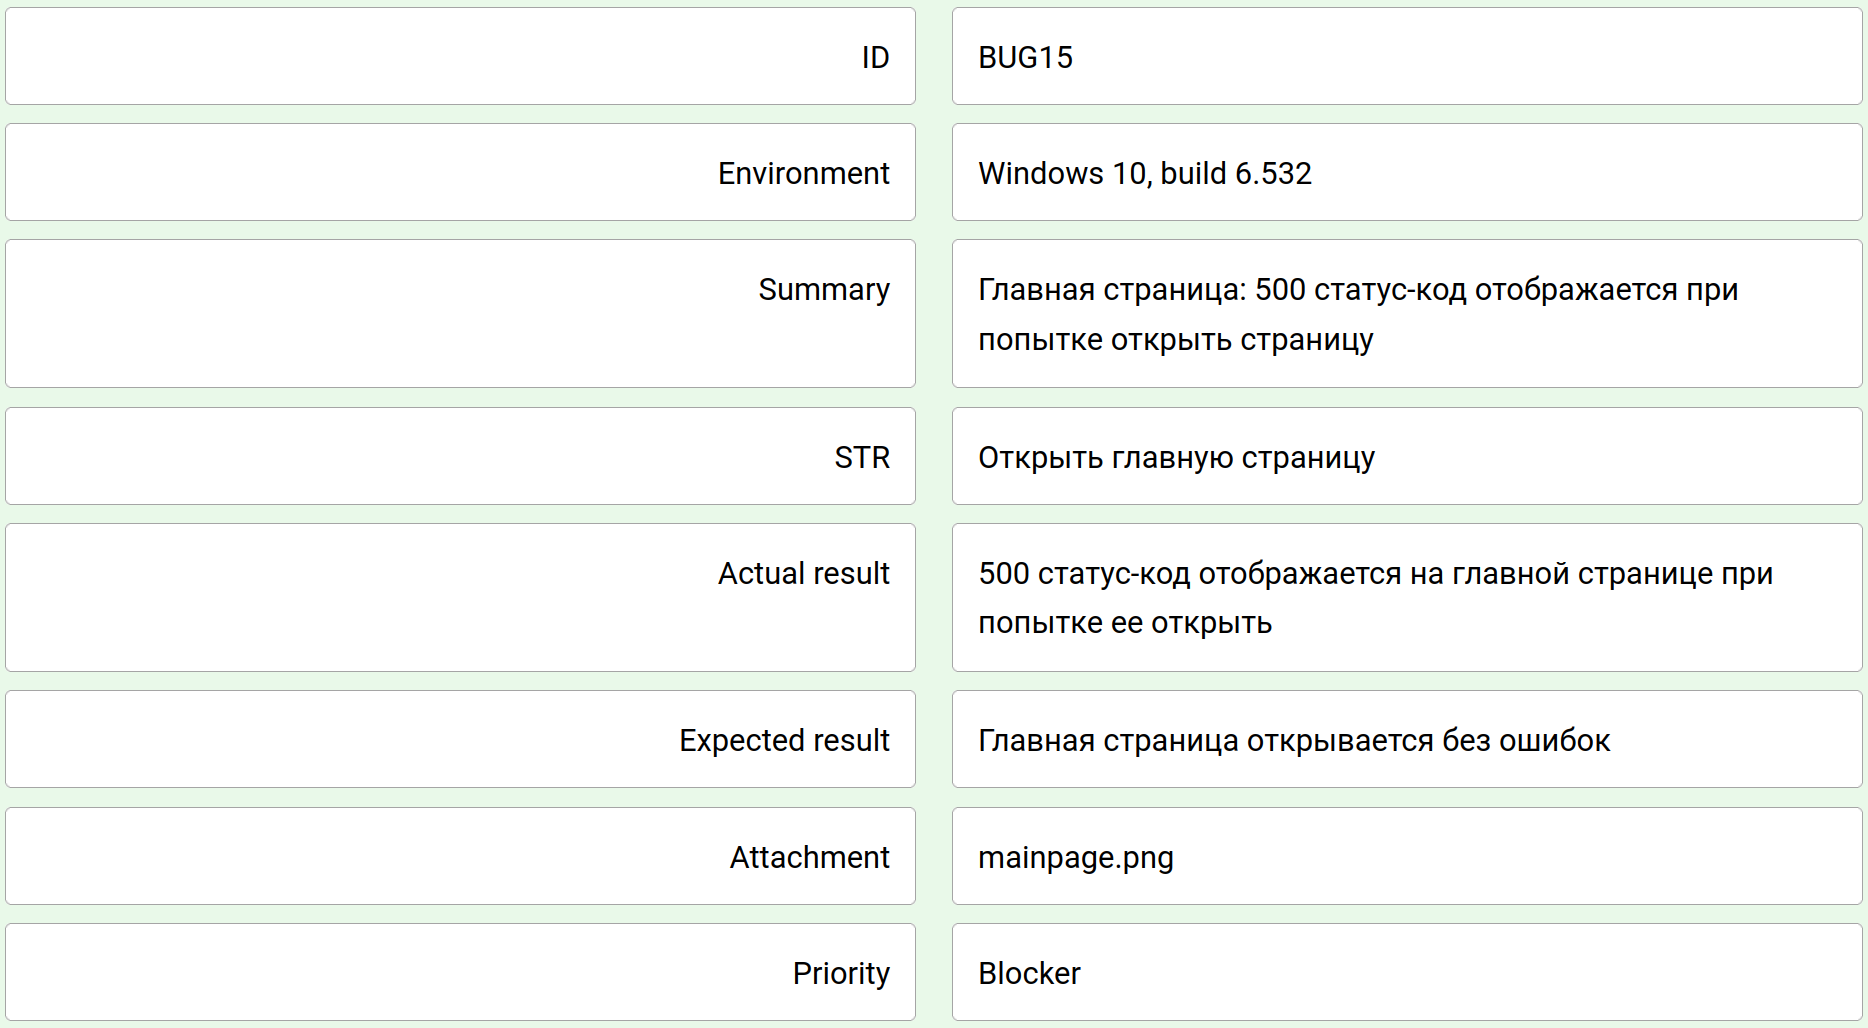 ID
BUG15
Environment
Windows 10, build 6.532
Summary
Главная страница: 500 статус-код отображается при
попытке открыть страницу
STR
Открыть главную страницу
Actual result
500 статус-код отображается на главной странице при
попытке ее открыть
Expected result
Главная страница открывается без ошибок
Attachment
mainpage.png
Priority
Blocker